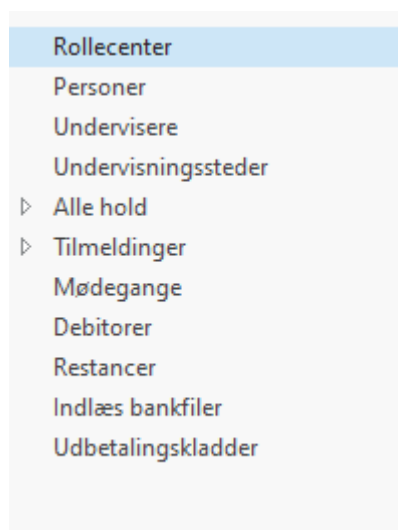 Rollecenter
Personer
Undervisere
Undervisningssteder
Alle hold
Tilmeldinger
Mødegange
Debitorer
Restancer
Indlæs bankfiler
Udbetalingskladder